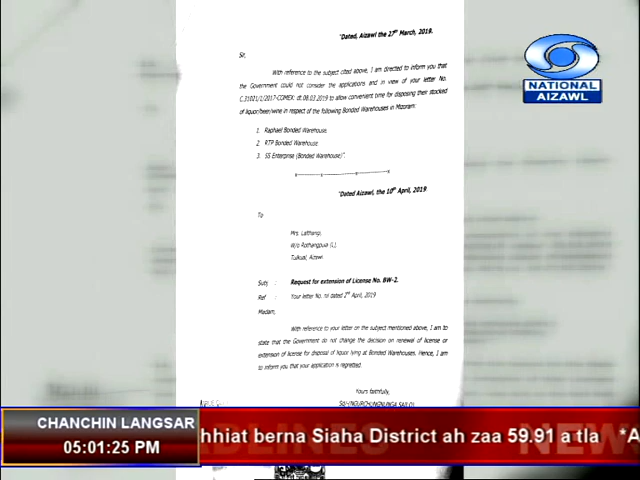 "Dated, Aizawl the 27th March, 2019.
Sir,
With reference to the subject cited above, I am directed to inform you that
the Government could not consider the applications and in view of your letter No.
C.31021/1/2017-COMEX: dt.08.03.2019 to allow convenient time for disposing their stocked
of liquor/beer/wine in respect of the following Bonded Warehouses in Mizoram:
1. Raphael Bonded Warehouse
2. RTP Bonded Warehouse
3. SS Enterprise (Bonded Warehouse)".
"Dated Aizawl, the 10th April, 2019
To
Mrs. Lalthangi,
W/o Rothangpuia (L).
Tuikual, Aizawl.
Subj : Request for extension of License No. BW-2.
Ref : Your letter No. nil dated 2nd April, 2019
Madam,
With reference to your letter on the subject mentioned above, I am to
state that the Government do not change the decision on renewal of license or
extension of license for disposal of liquor lying at Bonded Warehouses. Hence, I am
to inform you that your application is regretted.
Yours faithfully,
NATIONAL
AIZAWL
CHANCHIN LANGSAR
05:01:25 PM
hhiat berna Siaha District ah zaa 59.91 a tla *A